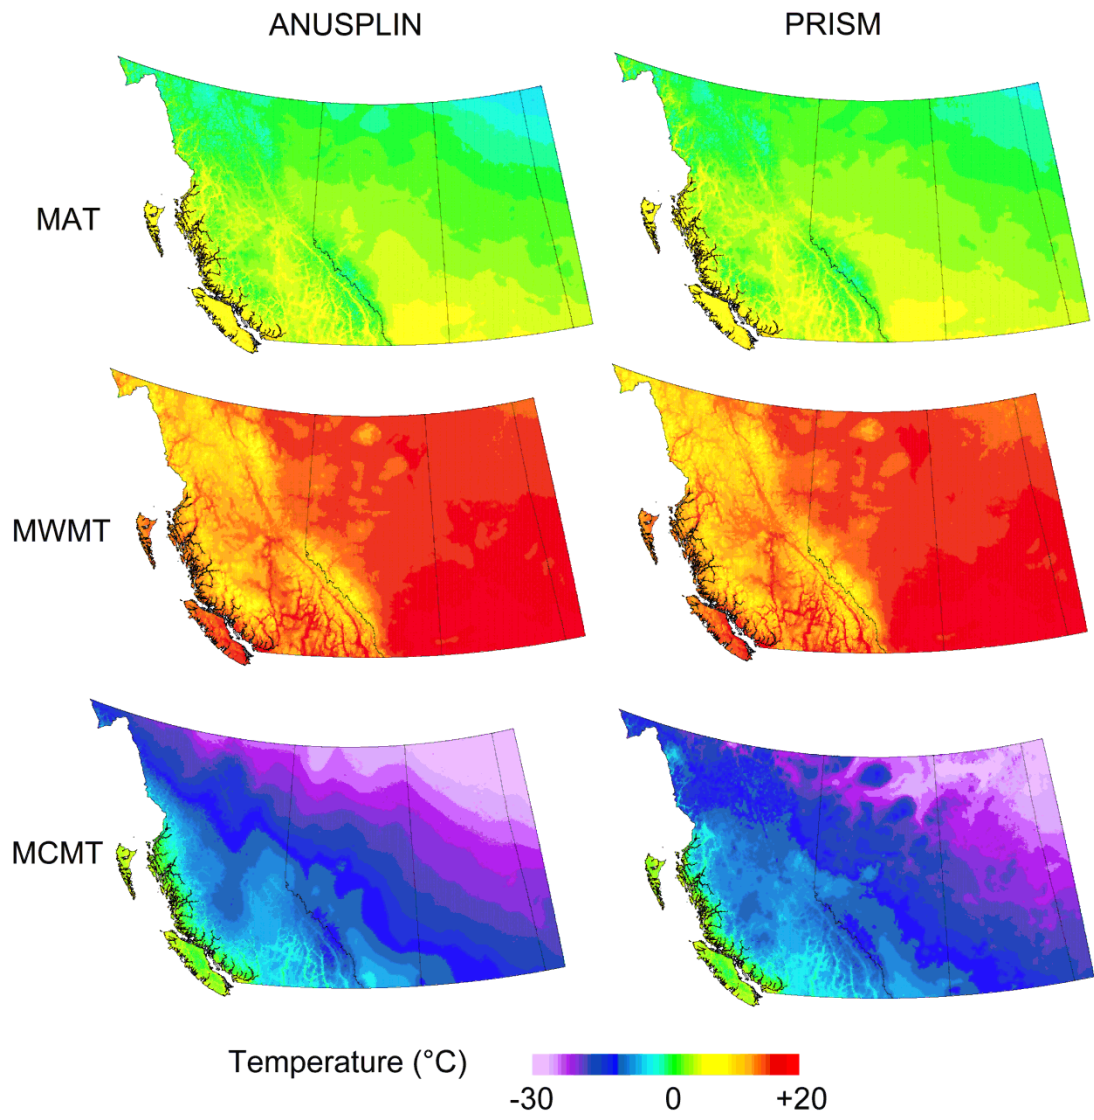 ANUSPLIN PRISM
MAT
MWMT
MCMT
Temperature (°C)
-30 0 +20